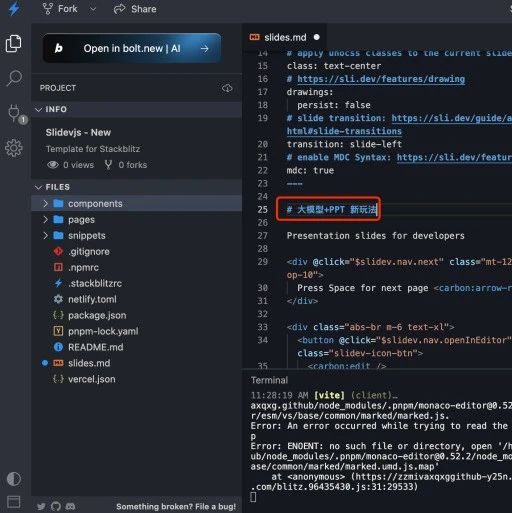 Fork
Share
Open in bolt.new | AI
PROJECT
INFO
Slidevjs - New
Template for Stackblitz
0 views
0 forks
FILES
components
pages
snippets
.gitignore
.npmrc
.stackblitzrc
netlify.toml
package.json
pnpm-lock.yaml
README.md
slides.md
vercel.json
Something broken? File a bug!
1
slides.md
14 # apply unocss classes to the current slide
15 class: text-center
16 # https://sli.dev/features/drawing
17 drawings:
18 persist: false
19 # slide transition: https://sli.dev/guide/a
html#slide-transitions
20 transition: slide-left
21 # enable MDC Syntax: https://sli.dev/featur
22 mdc: true
23 ---
24
25 # 大模型+PPT 新玩法
26
27 Presentation slides for developers
28
29 <div @click="$slidev.nav.next" class="mt-12
op-10">
30 Press Space for next page <carbon:arrow-r
31 </div>
32
33 <div class="abs-br m-6 text-xl">
34 <button @click="$slidev.nav.openInEditor"
class="slidev-icon-btn">
35 <carbon:edit />
Terminal
11:28:19 AM [vite] (client)…
axqxg.github/node_modules/.pnpm/monaco-editor@0.52
r/esm/vs/base/common/marked/marked.js.
Error: An error occurred while trying to read the
p
Error: ENOENT: no such file or directory, open '/h
ub/node_modules/.pnpm/monaco-editor@0.52.2/node_mo
ase/common/marked/marked.umd.js.map'
at <anonymous> (https://zzmivaxqxggithub-y25n.
.com/blitz.96435430.js:31:29533)